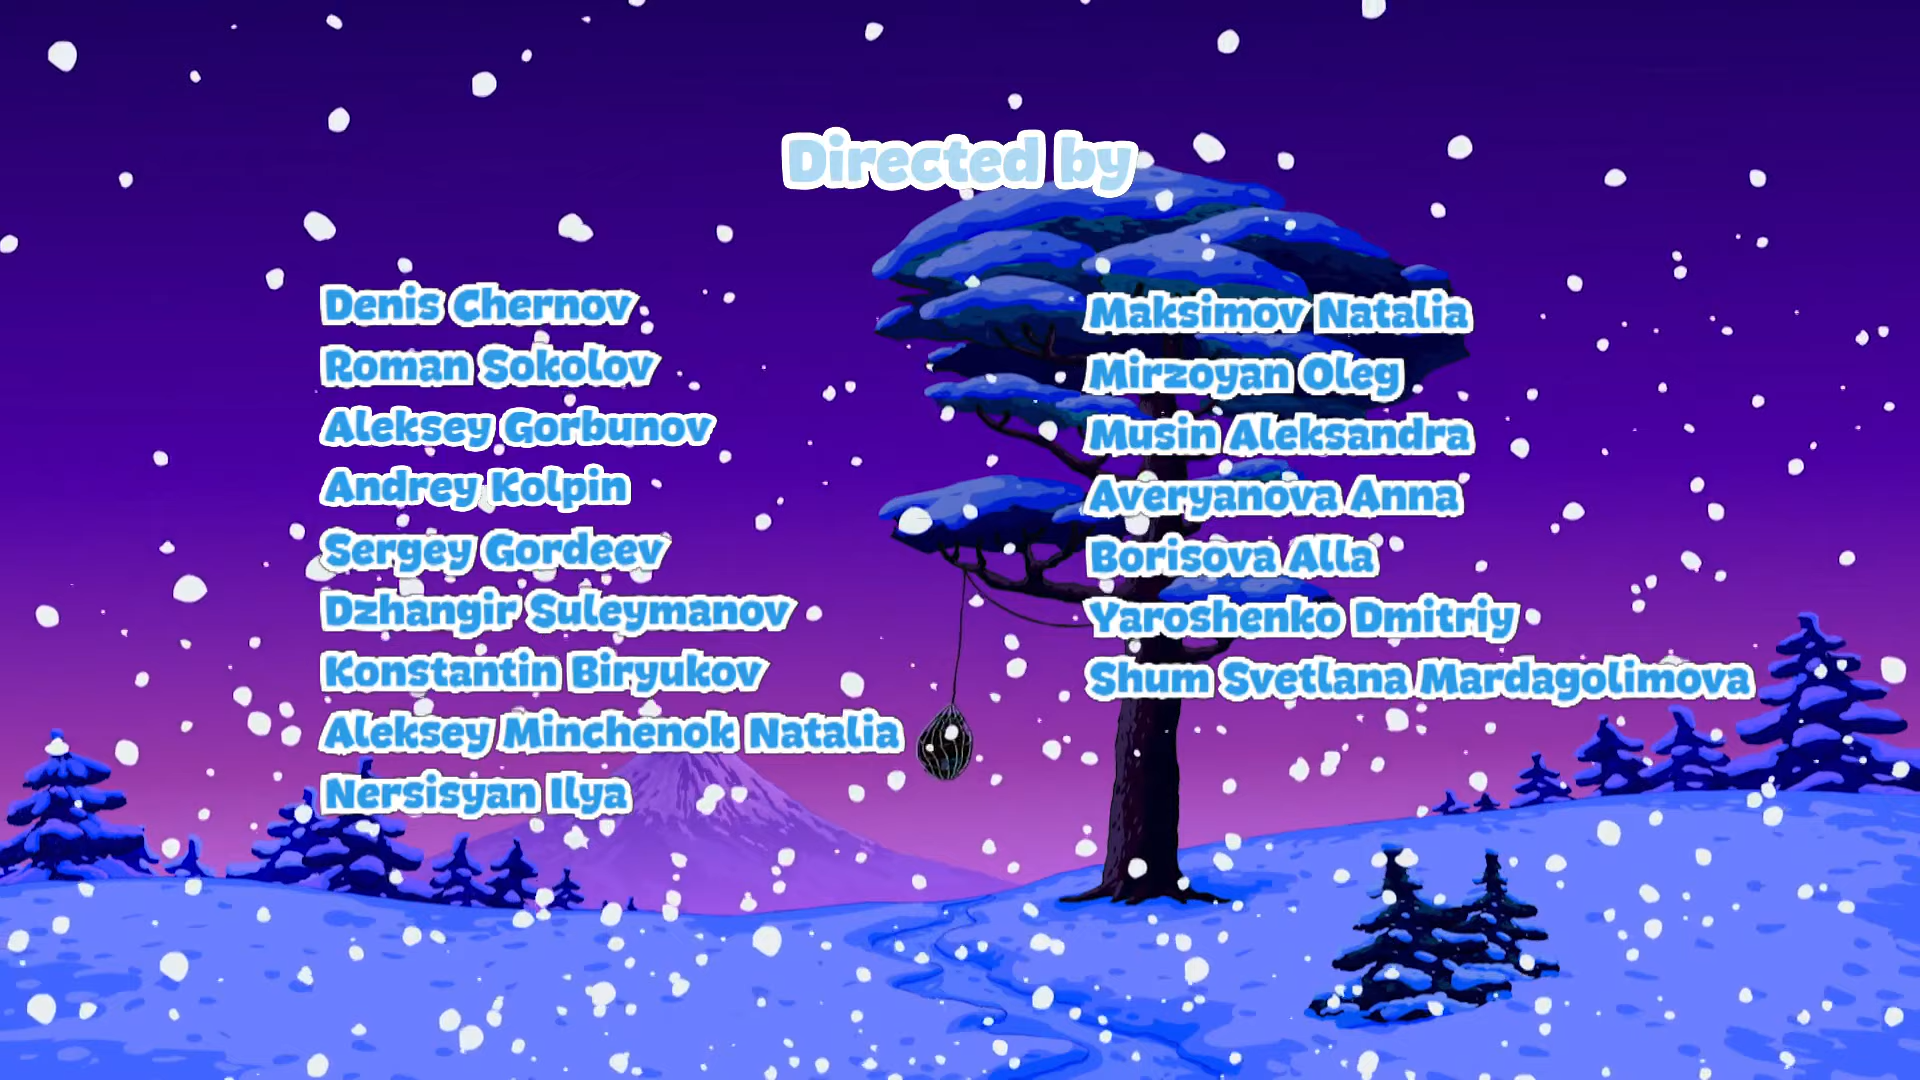 Directed by
Denis Chernov
Roman Sokolov
Aleksey Gorbunov
Andrey Kolpin
Sergey Gordeev
Dzhangir Suleymanov
Konstantin Biryukov
Aleksey Minchenok Natalia
Nersisyan Ilya
Maksimov Natalia
Mirzoyan Oleg
Musin Aleksandra
Averyanova Anna
Borisova Alla
Yaroshenko Dmitriy
Shum Svetlana Mardagolimova